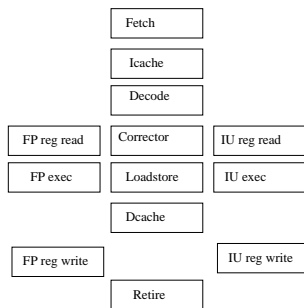 Fetch
Icache
Decode
FP reg read
Corrector
IU reg read
FP exec
Loadstore
IU exec
Dcache
FP reg write
IU reg write
Retire